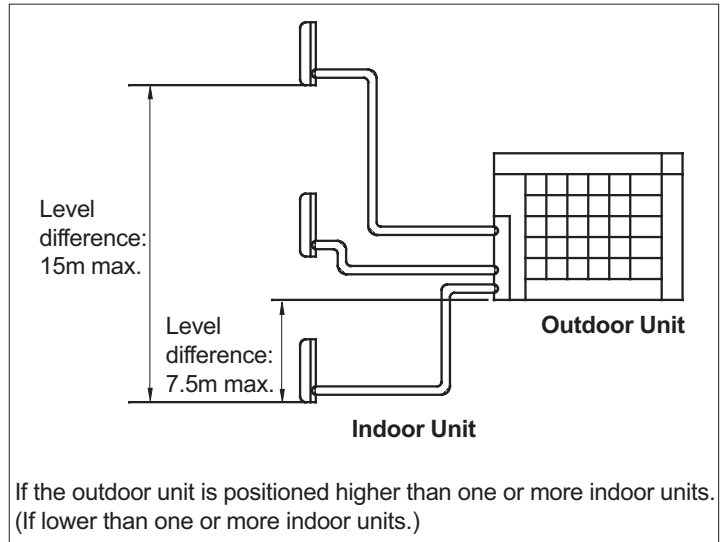 Level
difference:
15m max.
Level
difference:
7.5m max.
Outdoor Unit
Indoor Unit
If the outdoor unit is positioned higher than one or more indoor units.
(If lower than one or more indoor units.)